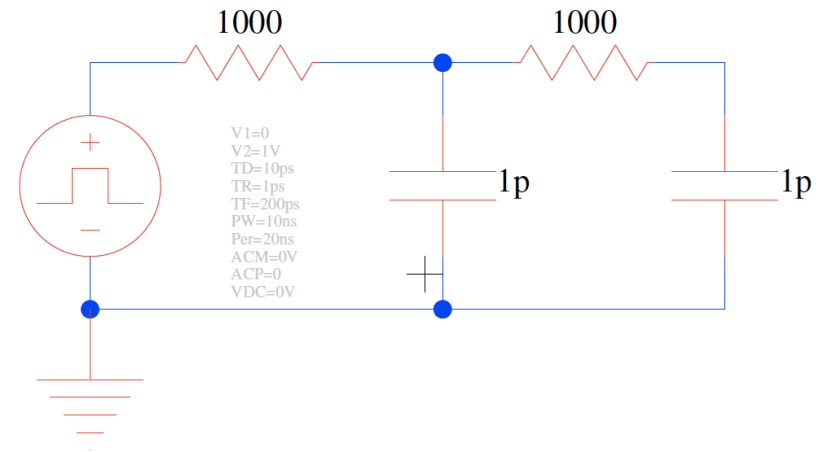 1000
1000
V1=0
V2=1V
TD=10ps
TR=1ps
TF=200ps
PW=10ns
Per=20ns
ACM=0V
ACP=0
VDC=0V
1p
1p